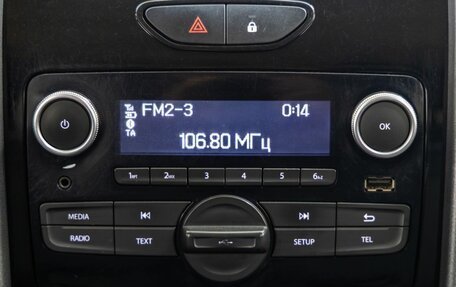 FM2-3 0:14
TA
106.80 МГц
OK
1 2 3 4 5 6
MEDIA
RADIO TEXT SETUP TEL